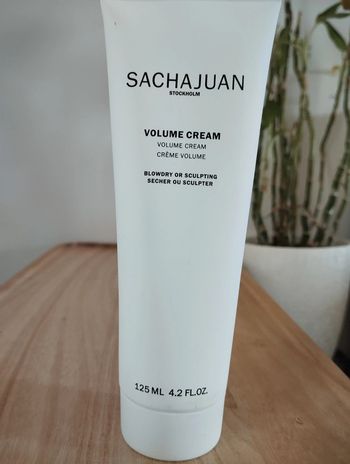 SACHAJUAN
STOCKHOLM
VOLUME CREAM
VOLUME CREAM
CRÈME VOLUME
BLOWDRY OR SCULPTING
SECHER OU SCULPTER
125 ML 4.2 FL.OZ.